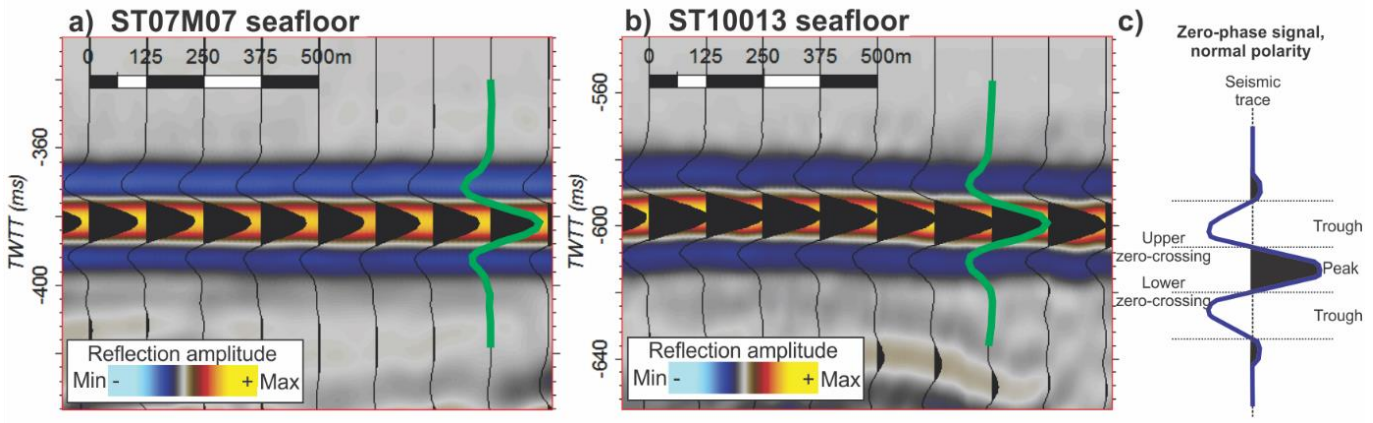 a) ST07M07 seafloor
0 125 250 375 500m
-360
TWTT (ms)
-400
Reflection amplitude
Min - + Max
b) ST10013 seafloor
0 125 250 375 500m
-560
TWTT (ms)
-600
-640
Reflection amplitude
Min - + Max
c)
Zero-phase signal,
normal polarity
Seismic
trace
Trough
Upper
zero-crossing
Peak
Lower
zero-crossing
Trough